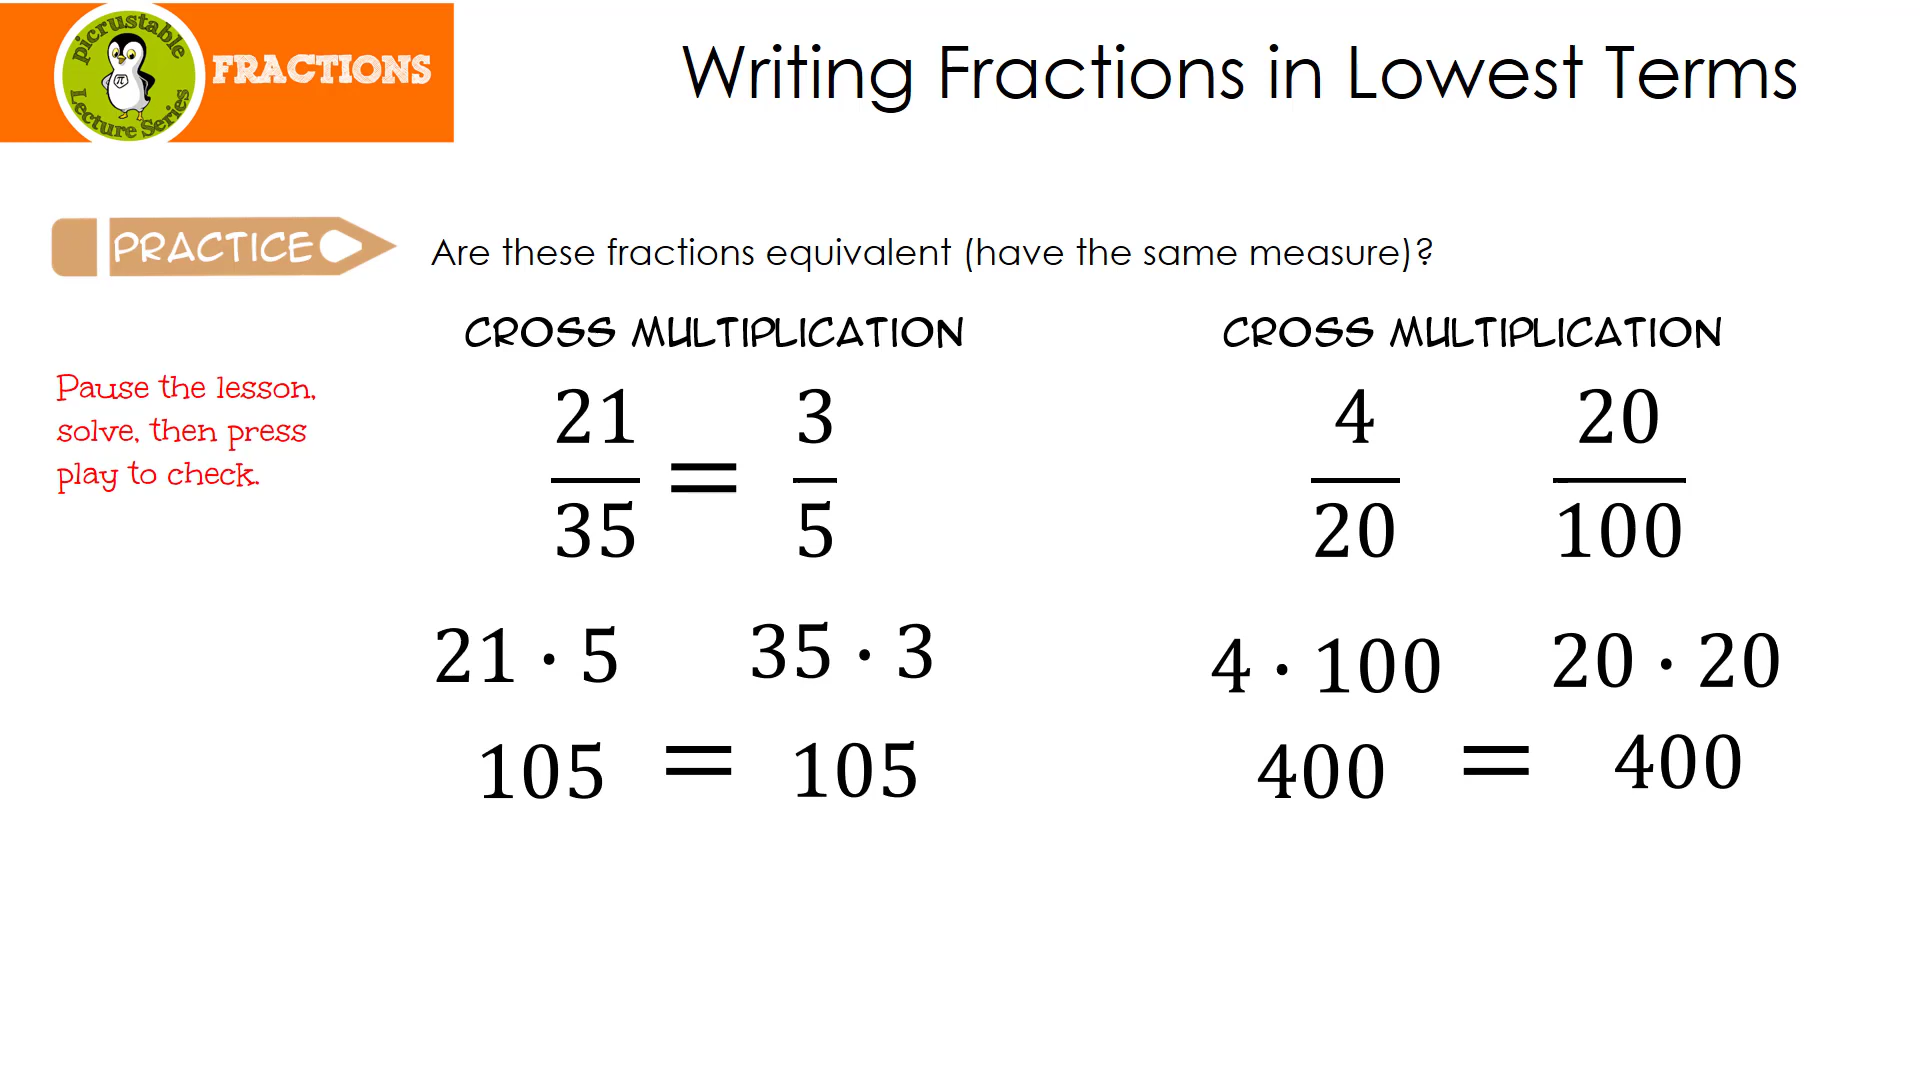 picrustable
Lecture Series
π
FRACTIONS
Writing Fractions in Lowest Terms
PRACTICE
Are these fractions equivalent (have the same measure)?
Pause the lesson,
solve, then press
play to check.
CROSS MULTIPLICATION
21/35 = 3/5
21 · 5 35 · 3
105 = 105
CROSS MULTIPLICATION
4/20 20/100
4 · 100 20 · 20
400 = 400